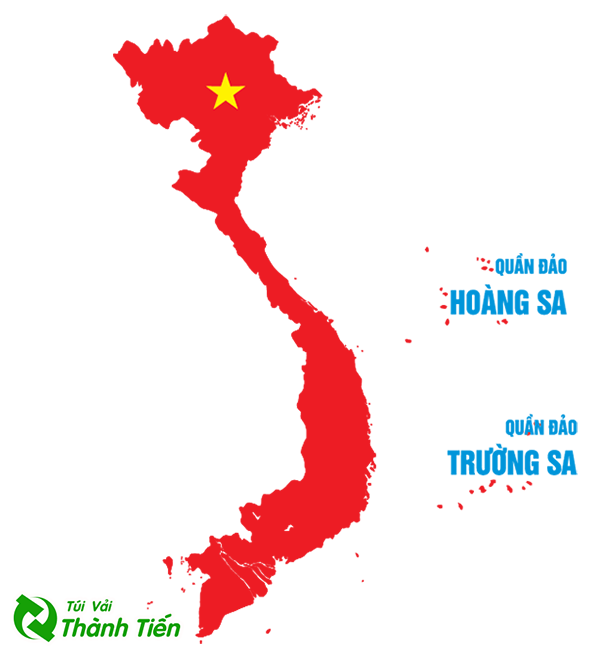 QUẦN ĐẢO
HOÀNG SA
QUẦN ĐẢO
TRƯỜNG SA
Túi Vải
Thành Tiến